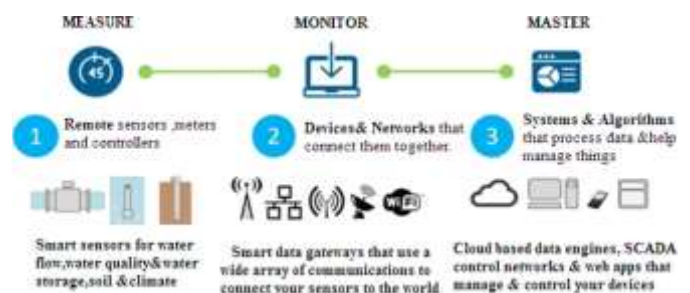 MEASURE
MONITOR
MASTER
45
1
Remote sensors ,meters
and controllers
2
Devices& Networks that
connect them together.
3
Systems & Algorithms
that process data &help
manage things
WiFi
Smart sensors for water
flow,water quality&water
storage,soil &climate
Smart data gateways that use a
wide array of communications to
connect your sensors to the world
Cloud based data engines, SCADA
control networks & web apps that
manage & control your devices